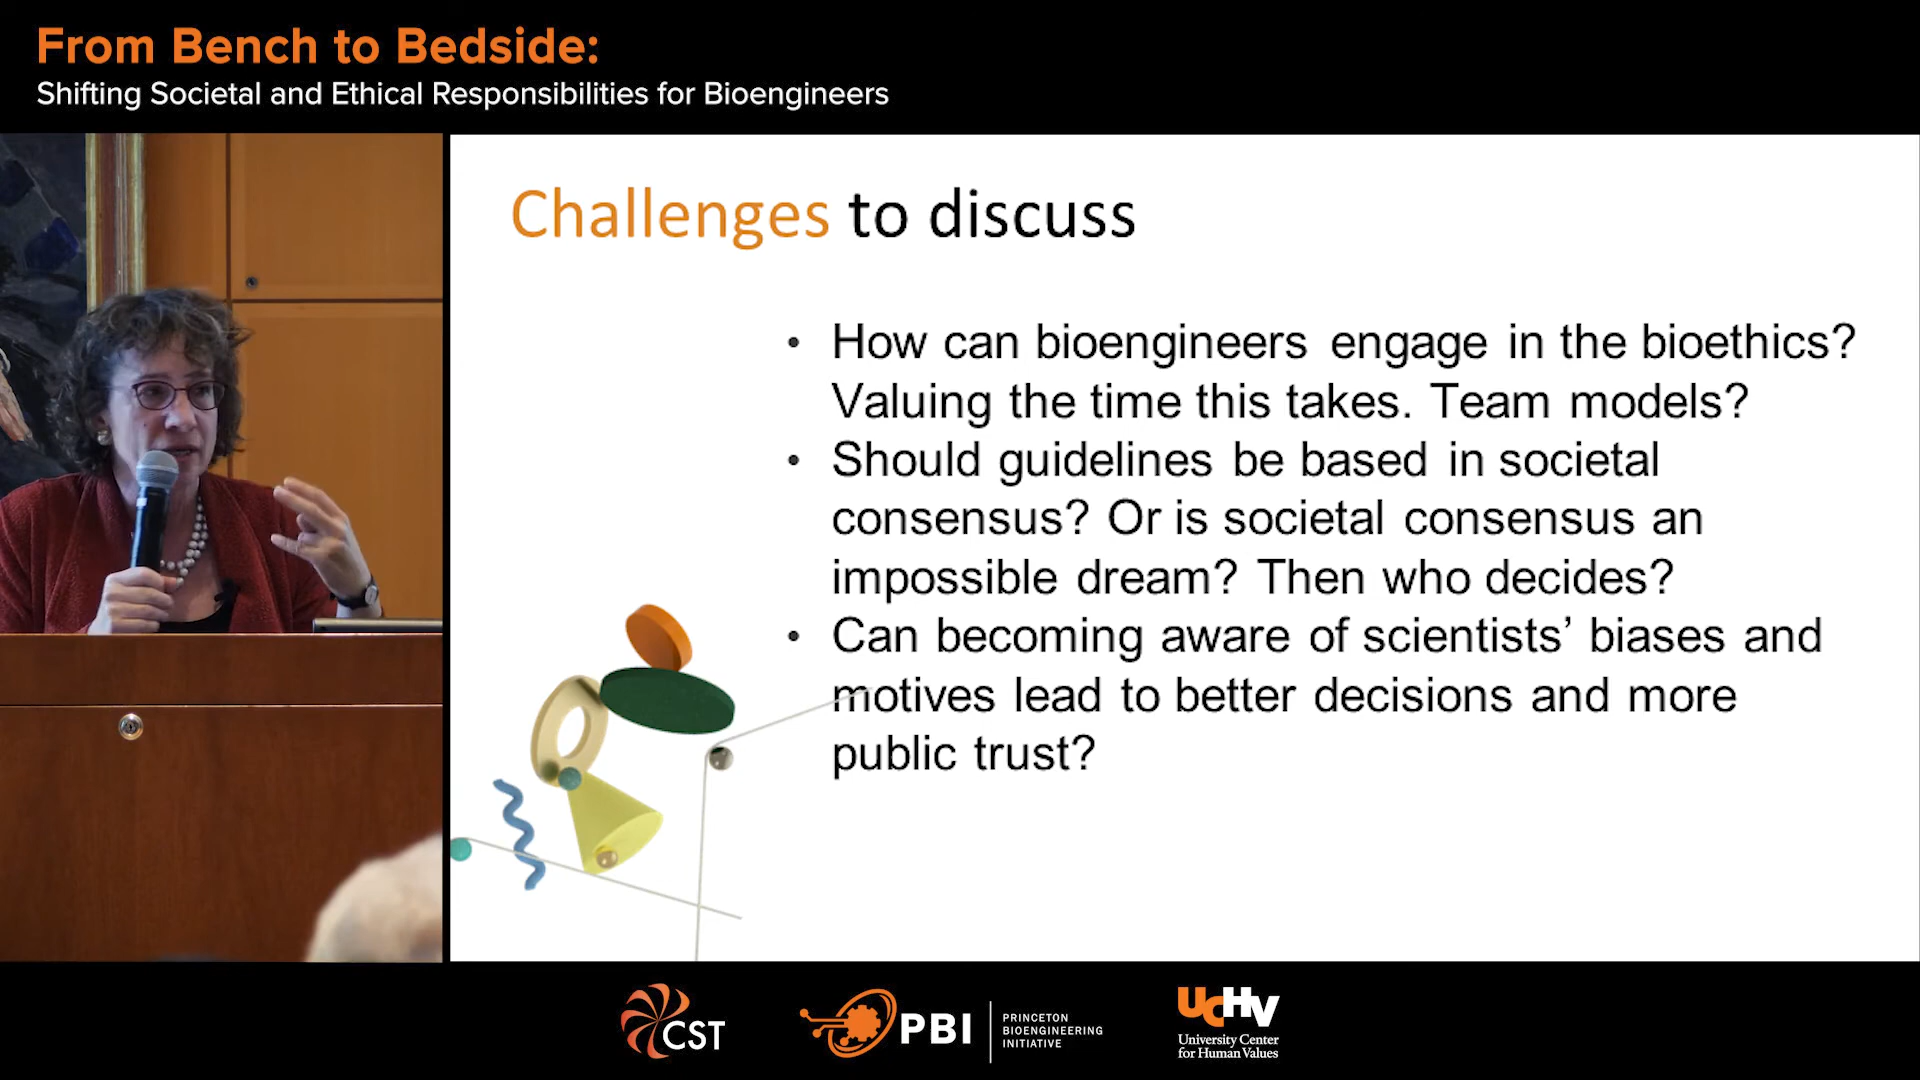 From Bench to Bedside:
Shifting Societal and Ethical Responsibilities for Bioengineers
Challenges to discuss
• How can bioengineers engage in the bioethics?
Valuing the time this takes. Team models?
• Should guidelines be based in societal
consensus? Or is societal consensus an
impossible dream? Then who decides?
• Can becoming aware of scientists’ biases and
motives lead to better decisions and more
public trust?
CST
PBI
PRINCETON
BIOENGINEERING
INITIATIVE
UCHV
University Center
for Human Values